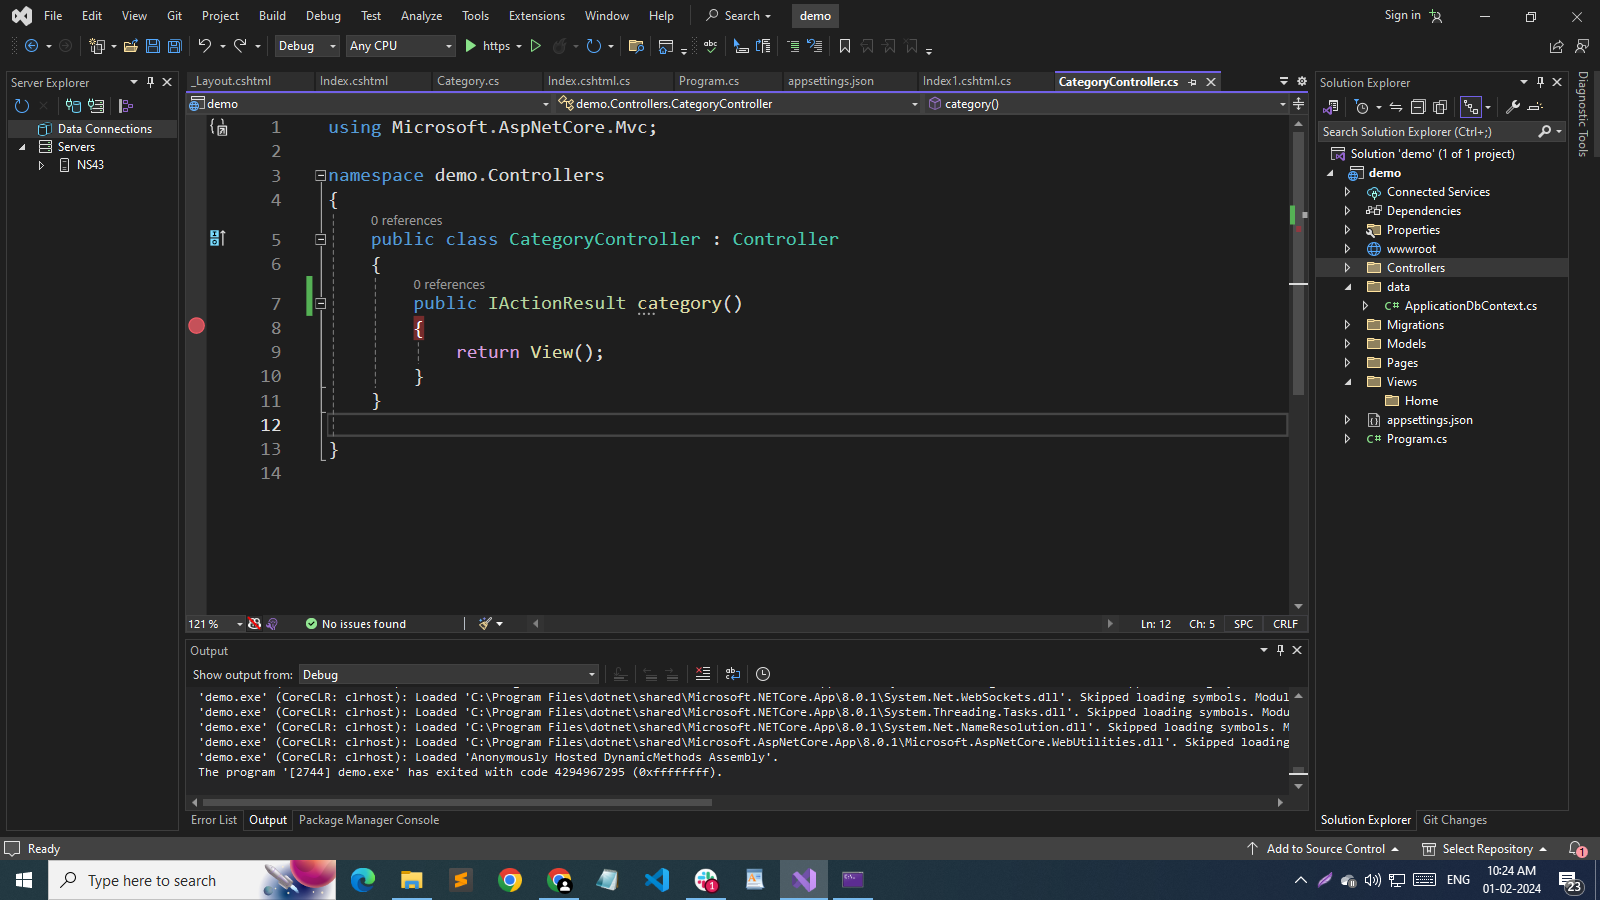 File Edit View Git Project Build Debug Test Analyze Tools Extensions Window Help Search demo Sign in
Debug Any CPU https
Server Explorer
Data Connections
Servers
NS43
_Layout.cshtml Index.cshtml Category.cs Index.cshtml.cs Program.cs appsettings.json Index1.cshtml.cs CategoryController.cs
demo demo.Controllers.CategoryController category()
1 using Microsoft.AspNetCore.Mvc;
2
3 namespace demo.Controllers
4 {
0 references
5 public class CategoryController : Controller
6 {
0 references
7 public IActionResult category()
8 {
9 return View();
10 }
11 }
12
13 }
14
121 % No issues found Ln: 12 Ch: 5 SPC CRLF
Output
Show output from: Debug
'demo.exe' (CoreCLR: clrhost): Loaded 'C:\Program Files\dotnet\shared\Microsoft.NETCore.App\8.0.1\System.Net.WebSockets.dll'. Skipped loading symbols. Modul
'demo.exe' (CoreCLR: clrhost): Loaded 'C:\Program Files\dotnet\shared\Microsoft.NETCore.App\8.0.1\System.Threading.Tasks.dll'. Skipped loading symbols. Modu
'demo.exe' (CoreCLR: clrhost): Loaded 'C:\Program Files\dotnet\shared\Microsoft.NETCore.App\8.0.1\System.Net.NameResolution.dll'. Skipped loading symbols. M
'demo.exe' (CoreCLR: clrhost): Loaded 'C:\Program Files\dotnet\shared\Microsoft.AspNetCore.App\8.0.1\Microsoft.AspNetCore.WebUtilities.dll'. Skipped loading
'demo.exe' (CoreCLR: clrhost): Loaded 'Anonymously Hosted DynamicMethods Assembly'.
The program '[2744] demo.exe' has exited with code 4294967295 (0xffffffff).
Error List Output Package Manager Console
Solution Explorer
Search Solution Explorer (Ctrl+;)
Solution 'demo' (1 of 1 project)
demo
Connected Services
Dependencies
Properties
wwwroot
Controllers
data
C# ApplicationDbContext.cs
Migrations
Models
Pages
Views
Home
appsettings.json
C# Program.cs
Solution Explorer Git Changes
Diagnostic Tools
Ready Add to Source Control Select Repository 1
Type here to search 1 ENG 10:24 AM
01-02-2024 23